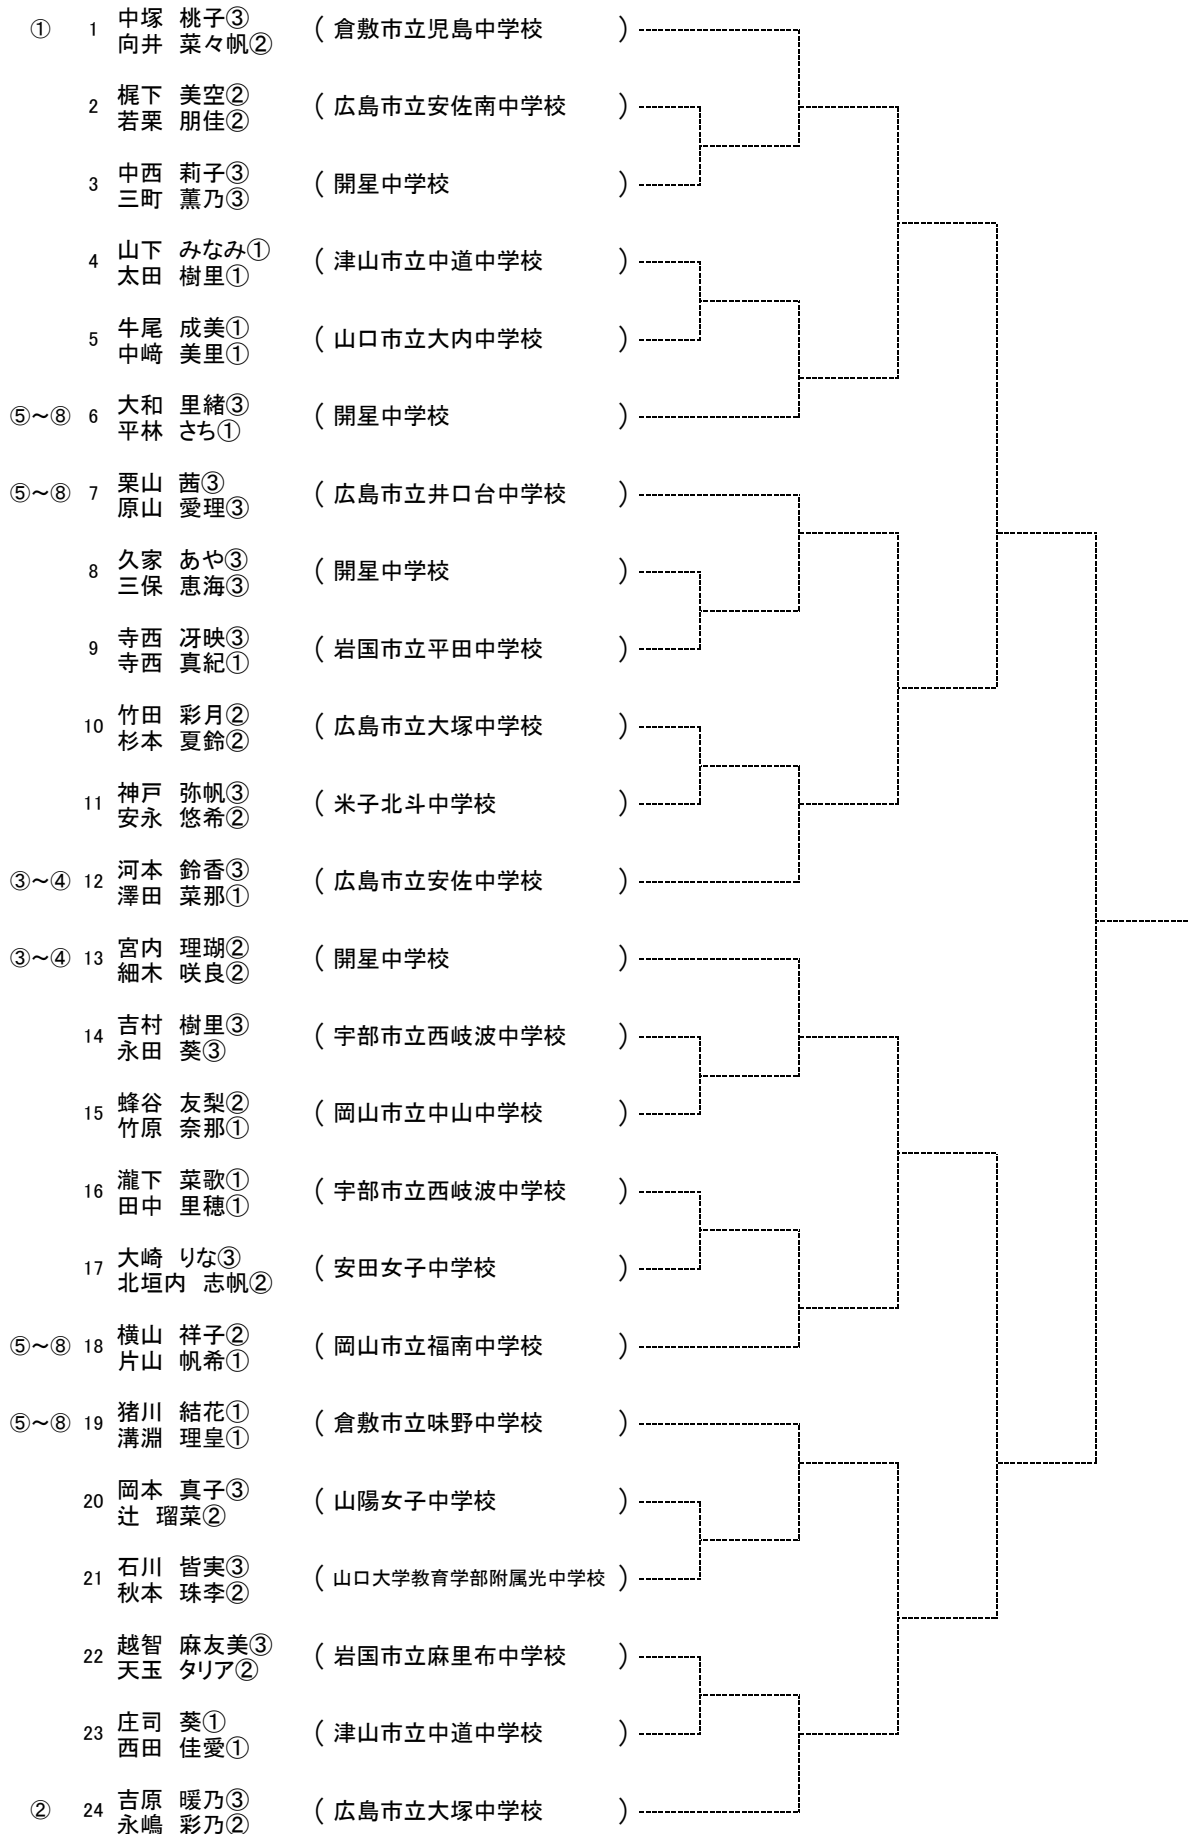 中塚 桃子③
① 1 ( 倉敷市立児島中学校 )
向井 菜々帆②
梶下 美空②
2 ( 広島市立安佐南中学校 )
若栗 朋佳②
中西 莉子③
3 ( 開星中学校 )
三町 薫乃③
山下 みなみ①
4 ( 津山市立中道中学校 )
太田 樹里①
牛尾 成美①
5 ( 山口市立大内中学校 )
中﨑 美里①
大和 里緒③
⑤～⑧ 6 ( 開星中学校 )
平林 さち①
栗山 茜③
⑤～⑧ 7 ( 広島市立井口台中学校 )
原山 愛理③
久家 あや③
8 ( 開星中学校 )
三保 恵海③
寺西 冴映③
9 ( 岩国市立平田中学校 )
寺西 真紀①
竹田 彩月②
10 ( 広島市立大塚中学校 )
杉本 夏鈴②
神戸 弥帆③
11 ( 米子北斗中学校 )
安永 悠希②
河本 鈴香③
③～④ 12 ( 広島市立安佐中学校 )
澤田 菜那①
宮内 理瑚②
③～④ 13 ( 開星中学校 )
細木 咲良②
吉村 樹里③
14 ( 宇部市立西岐波中学校 )
永田 葵③
蜂谷 友梨②
15 ( 岡山市立中山中学校 )
竹原 奈那①
瀧下 菜歌①
16 ( 宇部市立西岐波中学校 )
田中 里穂①
大崎 りな③
17 ( 安田女子中学校 )
北垣内 志帆②
横山 祥子②
⑤～⑧ 18 ( 岡山市立福南中学校 )
片山 帆希①
猪川 結花①
⑤～⑧ 19 ( 倉敷市立味野中学校 )
溝淵 理皇①
岡本 真子③
20 ( 山陽女子中学校 )
辻 瑠菜②
石川 皆実③
21 ( 山口大学教育学部附属光中学校 )
秋本 珠李②
越智 麻友美③
22 ( 岩国市立麻里布中学校 )
天玉 タリア②
庄司 葵①
23 ( 津山市立中道中学校 )
西田 佳愛①
吉原 暖乃③
② 24 ( 広島市立大塚中学校 )
永嶋 彩乃②